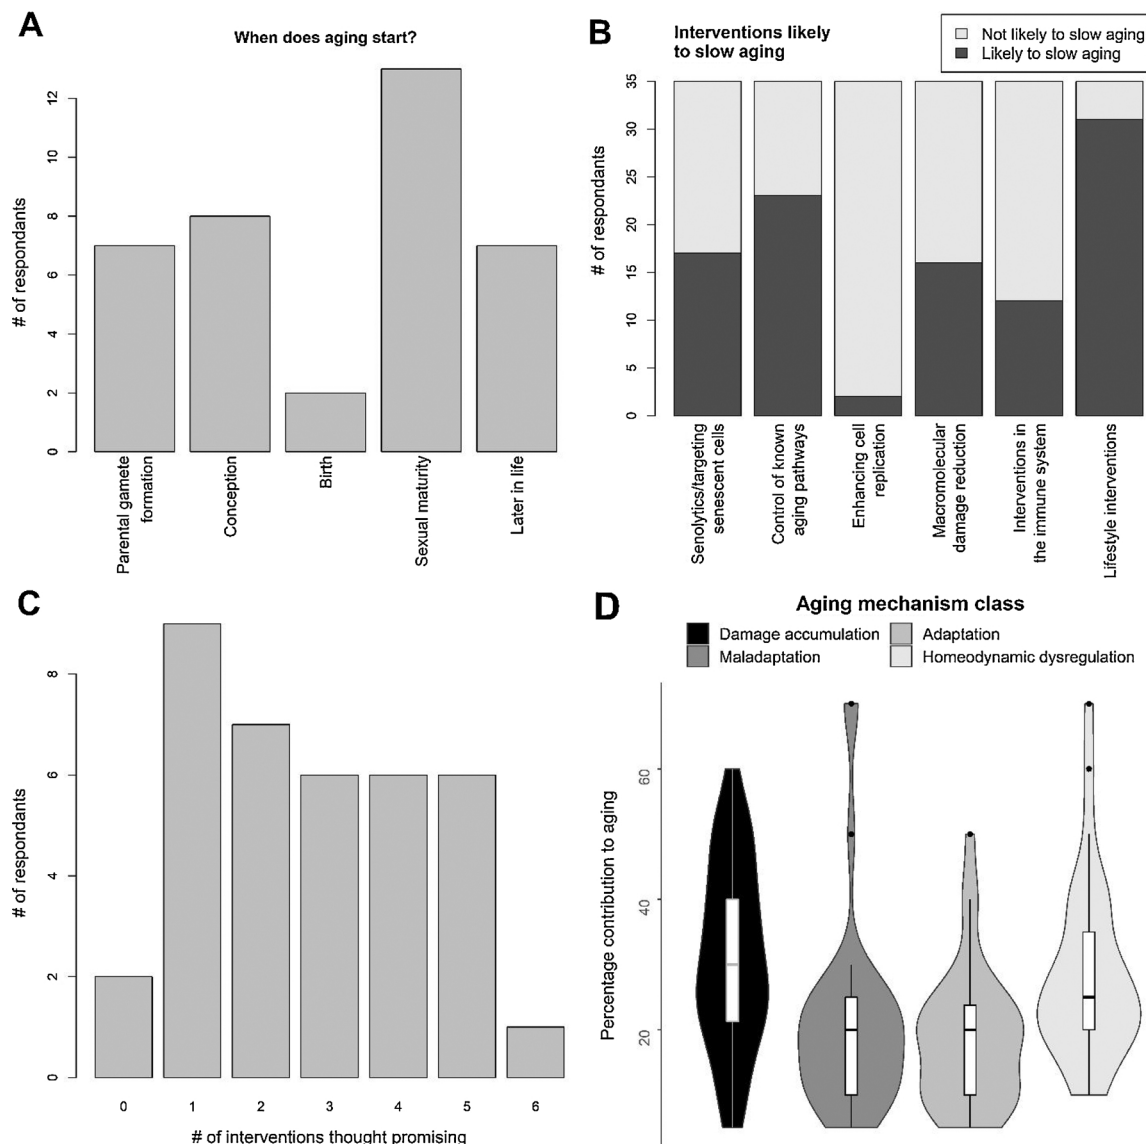 A
When does aging start?
# of respondants
0
2
4
6
8
10
12
Parental gamete
formation
Conception
Birth
Sexual maturity
Later in life
B
Interventions likely
to slow aging
Not likely to slow aging
Likely to slow aging
# of respondants
0
5
10
15
20
25
30
35
Senolytics/targeting
senescent cells
Control of known
aging pathways
Enhancing cell
replication
Macromolecular
damage reduction
Interventions in
the immune system
Lifestyle interventions
C
# of respondants
0
2
4
6
8
0 1 2 3 4 5 6
# of interventions thought promising
D
Aging mechanism class
Damage accumulation
Adaptation
Maladaptation
Homeodynamic dysregulation
Percentage contribution to aging
20
40
60